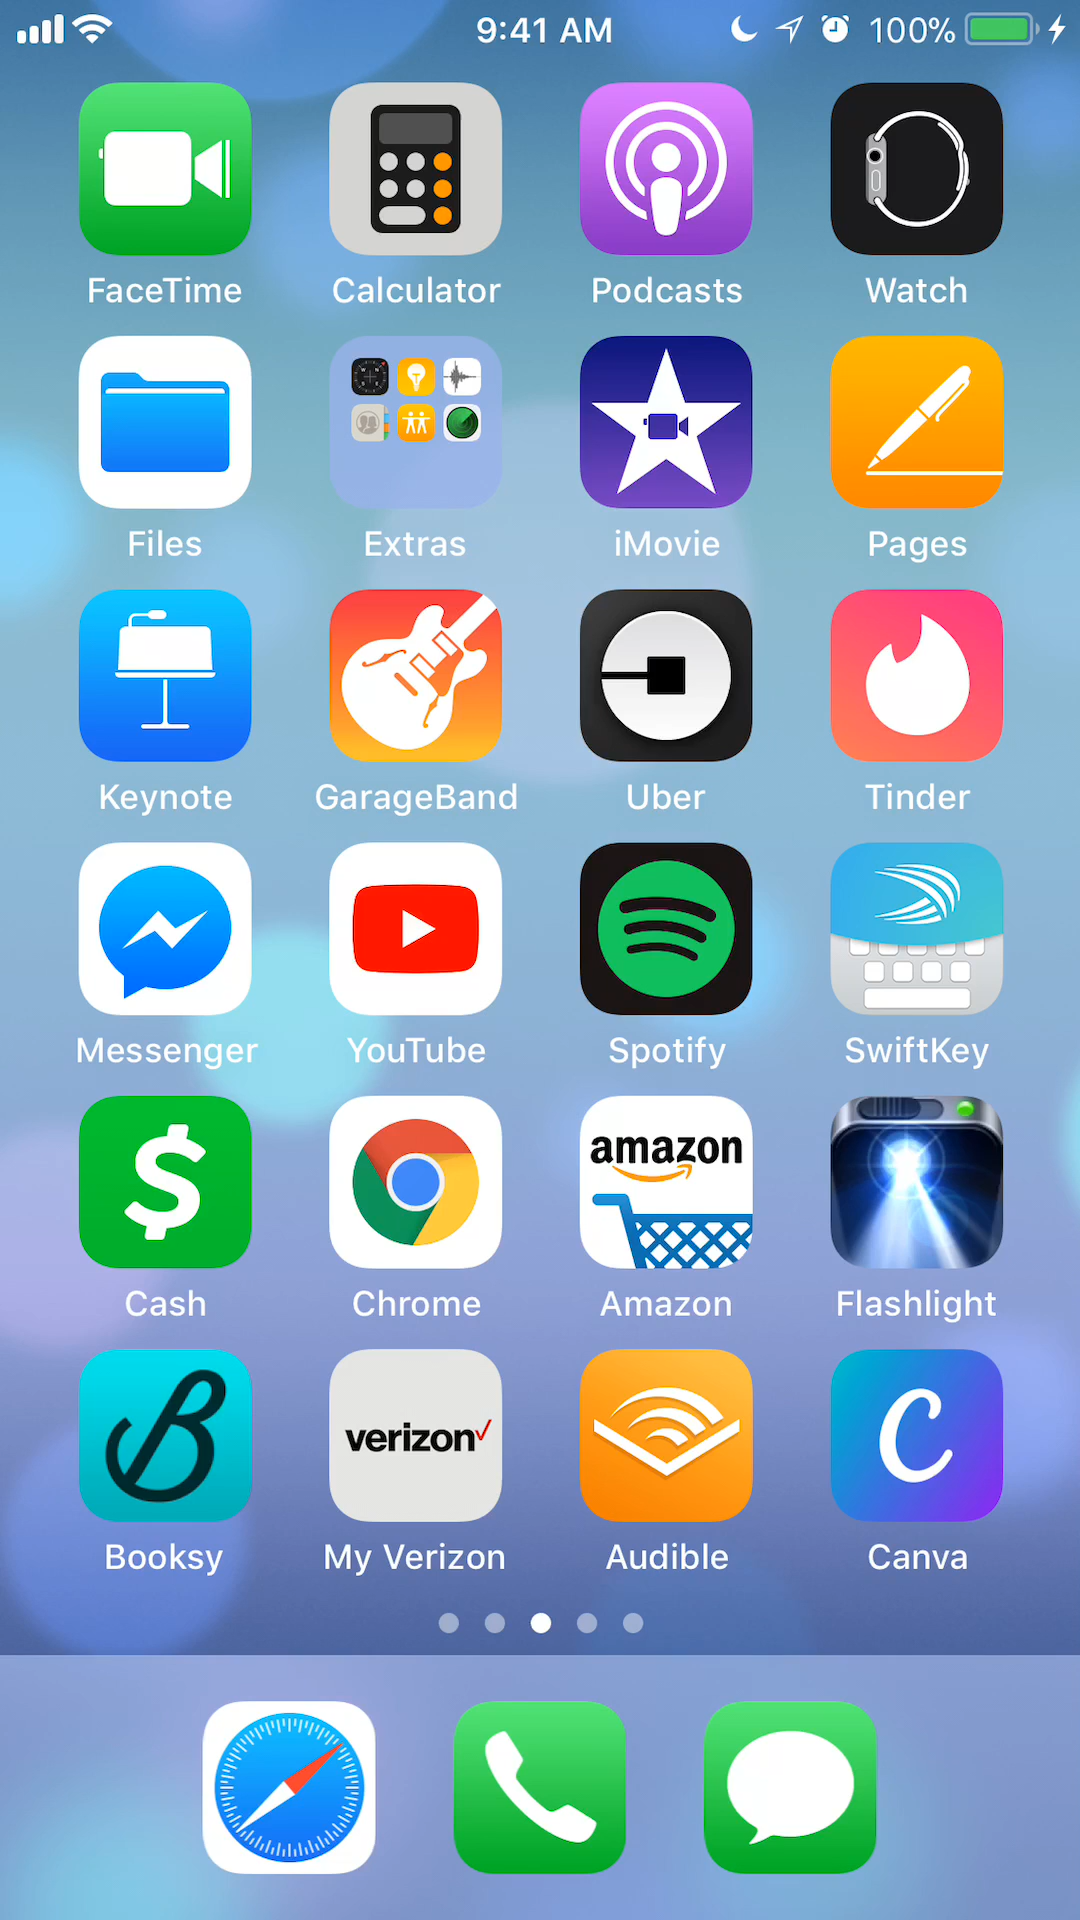 9:41 AM 100%
FaceTime Calculator Podcasts Watch
Files Extras iMovie Pages
Keynote GarageBand Uber Tinder
Messenger YouTube Spotify SwiftKey
amazon
Cash Chrome Amazon Flashlight
verizon
Booksy My Verizon Audible Canva